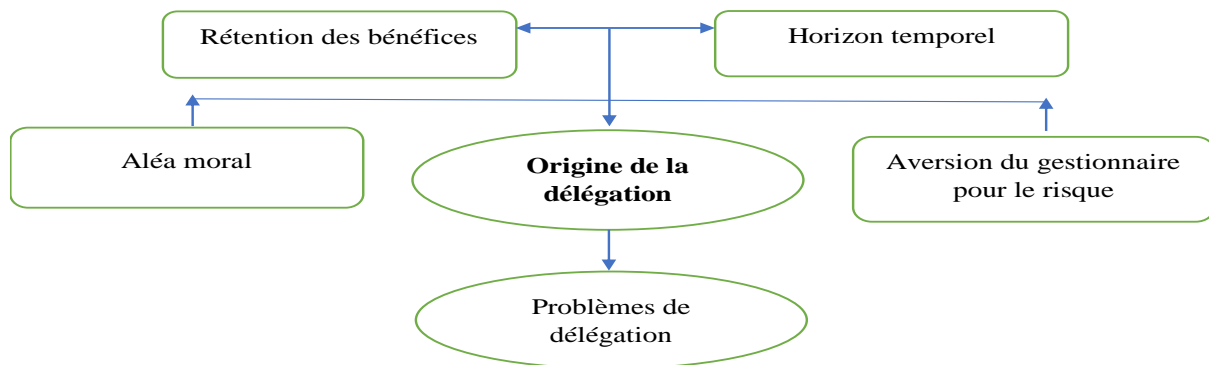 Rétention des bénéfices
Horizon temporel
Aléa moral
Origine de la
délégation
Aversion du gestionnaire
pour le risque
Problèmes de
délégation